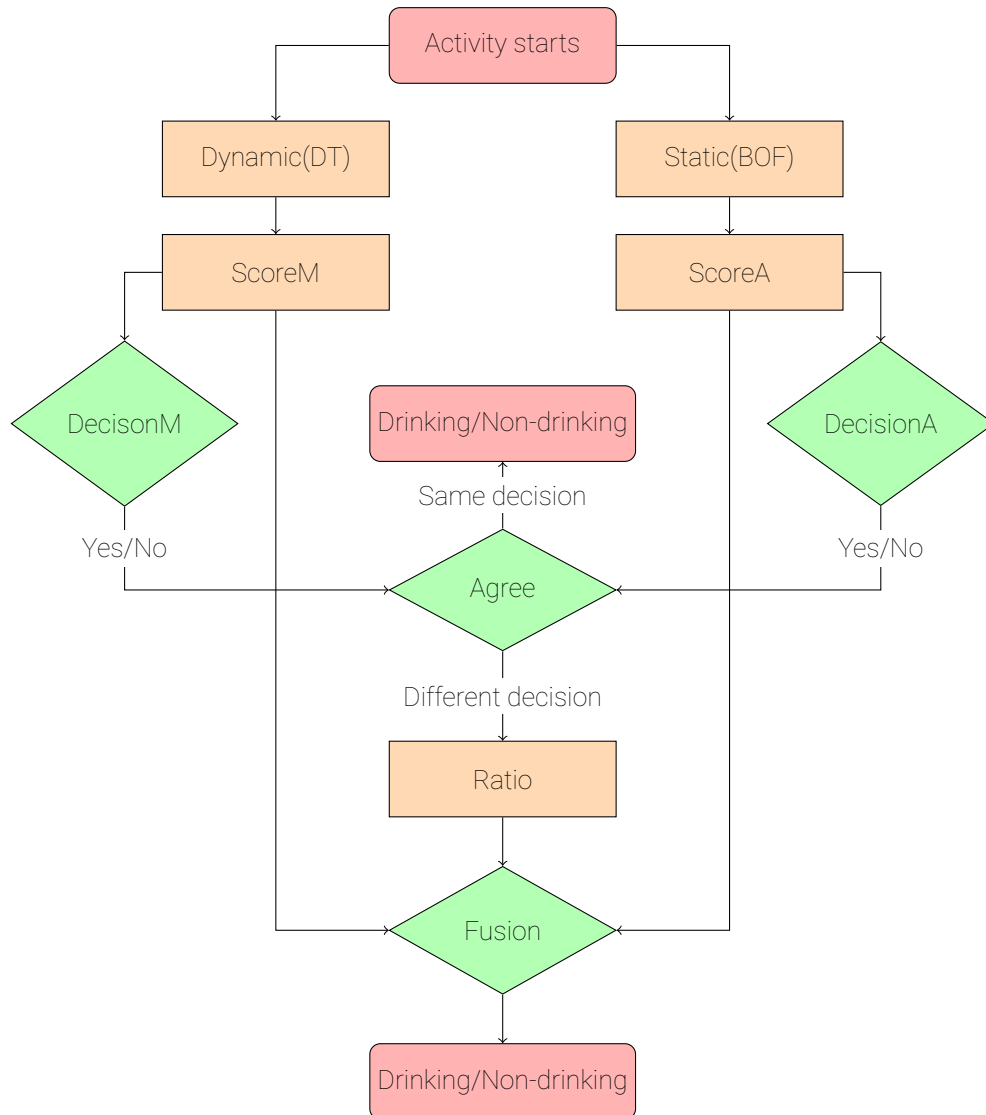 Activity starts
Dynamic(DT)
Static(BOF)
ScoreM
ScoreA
DecisonM
Drinking/Non-drinking
DecisionA
Same decision
Yes/No
Yes/No
Agree
Different decision
Ratio
Fusion
Drinking/Non-drinking